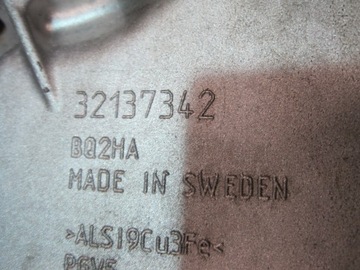 32137342
BQ2HA
MADE IN SWEDEN
>ALSI9Cu3Fe<